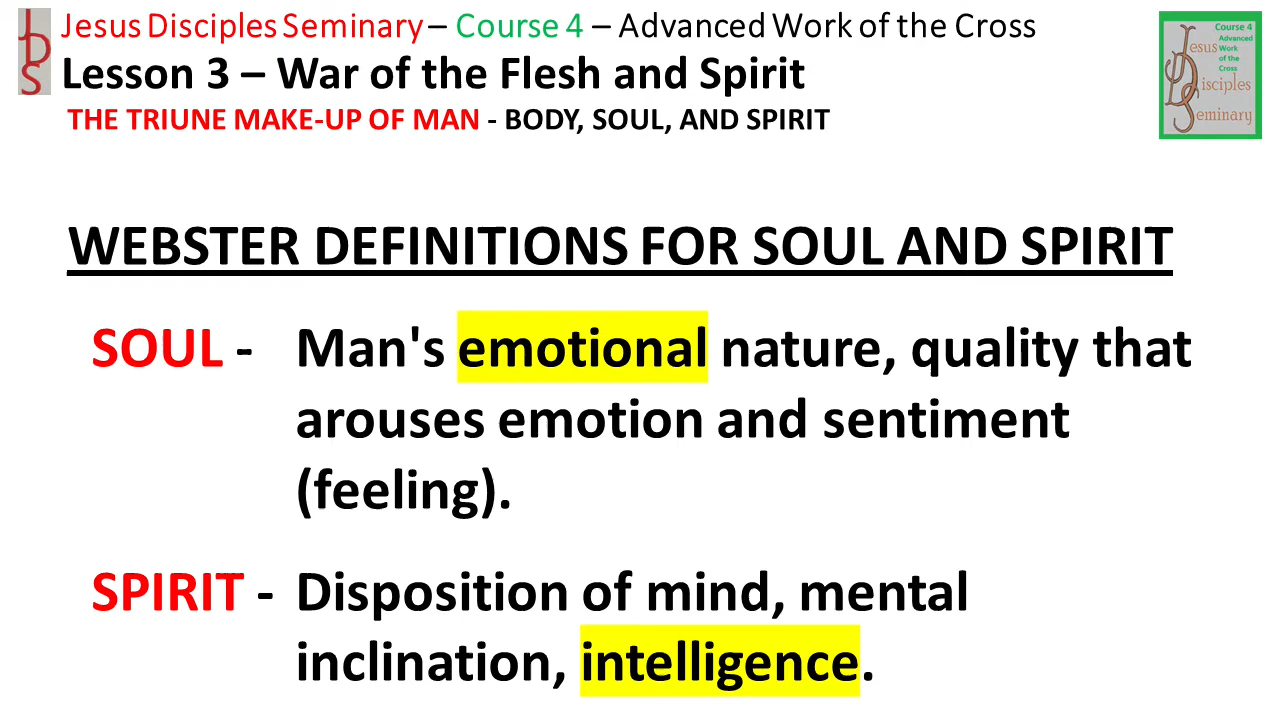 JDS
Jesus Disciples Seminary – Course 4 – Advanced Work of the Cross
Lesson 3 – War of the Flesh and Spirit
THE TRIUNE MAKE-UP OF MAN - BODY, SOUL, AND SPIRIT
Course 4
Advanced
Work
of the
Cross
Jesus
Disciples
Seminary
WEBSTER DEFINITIONS FOR SOUL AND SPIRIT
SOUL - Man's emotional nature, quality that
arouses emotion and sentiment
(feeling).
SPIRIT - Disposition of mind, mental
inclination, intelligence.